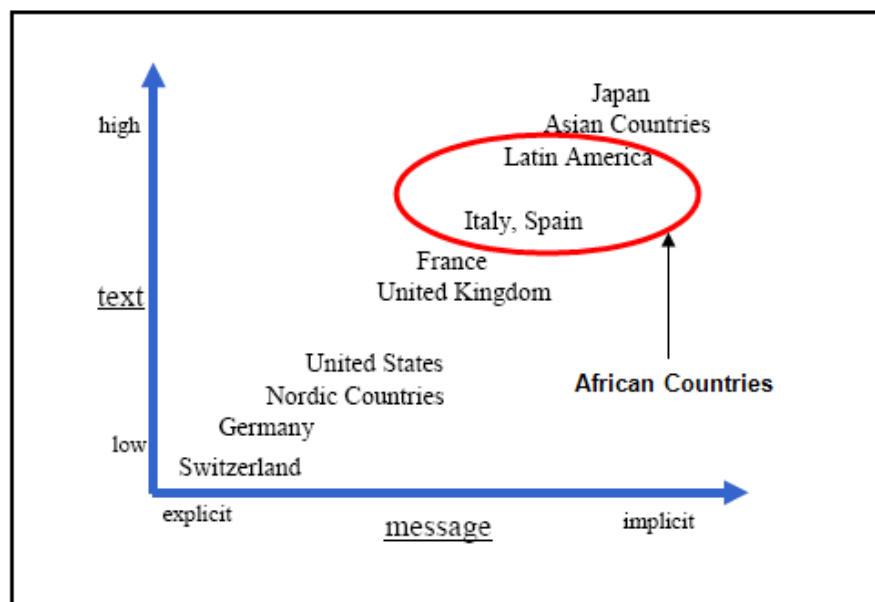 Japan
high
Asian Countries
Latin America
Italy, Spain
France
United Kingdom
text
United States
African Countries
Nordic Countries
Germany
low
Switzerland
explicit
message
implicit